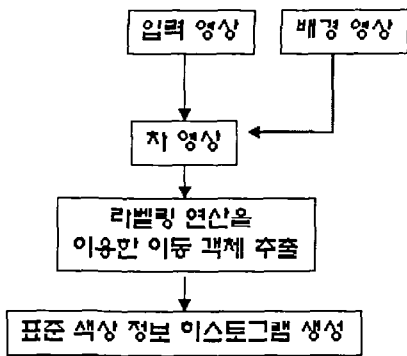 입력 영상
배경 영상
차 영상
라벨링 연산을
이용한 이동 객체 추출
표준 색상 정보 히스토그램 생성